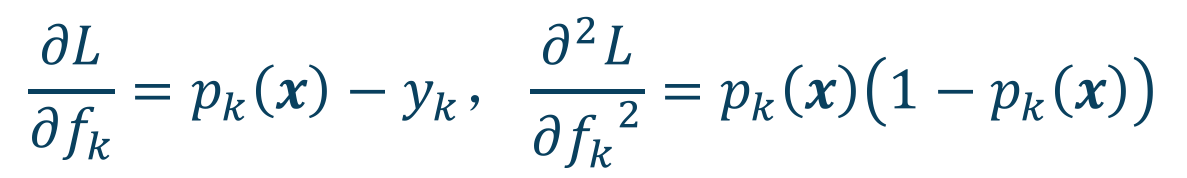 ∂L/∂f_k = p_k(𝒙) − y_k, ∂²L/∂f_k² = p_k(𝒙)(1 − p_k(𝒙))